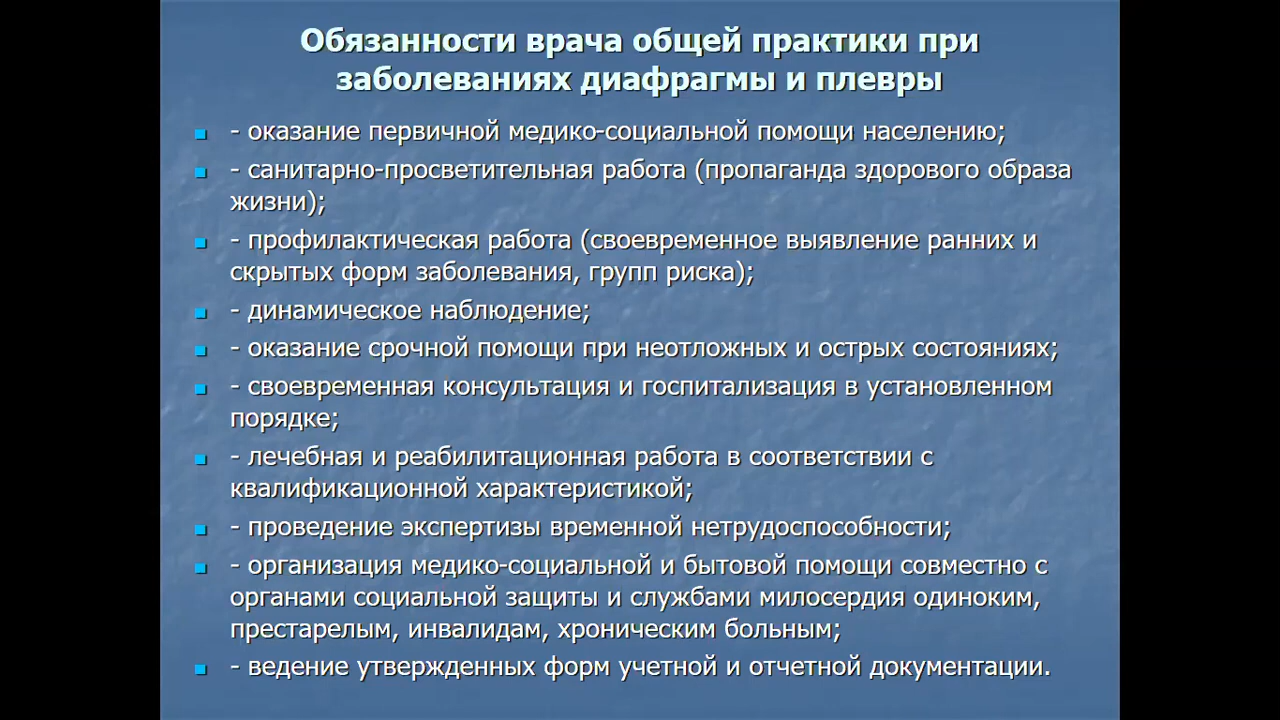 Обязанности врача общей практики при
заболеваниях диафрагмы и плевры
- оказание первичной медико-социальной помощи населению;
- санитарно-просветительная работа (пропаганда здорового образа
жизни);
- профилактическая работа (своевременное выявление ранних и
скрытых форм заболевания, групп риска);
- динамическое наблюдение;
- оказание срочной помощи при неотложных и острых состояниях;
- своевременная консультация и госпитализация в установленном
порядке;
- лечебная и реабилитационная работа в соответствии с
квалификационной характеристикой;
- проведение экспертизы временной нетрудоспособности;
- организация медико-социальной и бытовой помощи совместно с
органами социальной защиты и службами милосердия одиноким,
престарелым, инвалидам, хроническим больным;
- ведение утвержденных форм учетной и отчетной документации.